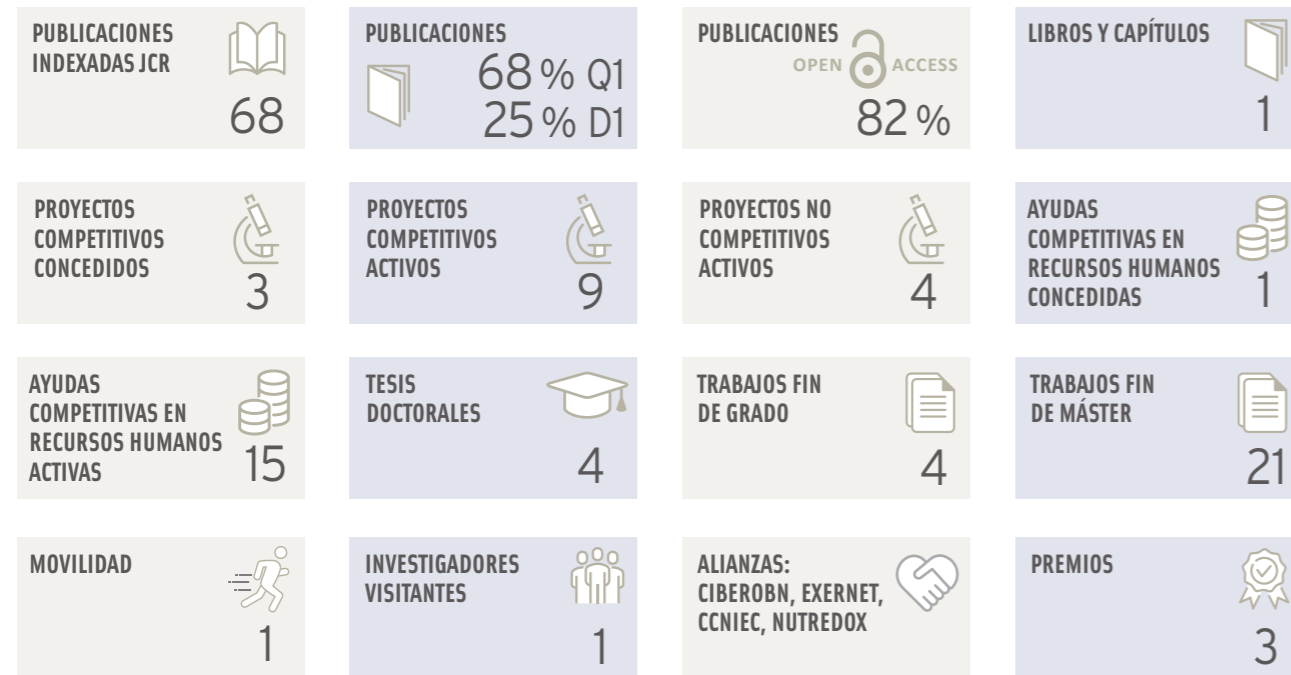 PUBLICACIONES
INDEXADAS JCR
68
PUBLICACIONES
68 % Q1
25 % D1
PUBLICACIONES
OPEN ACCESS
82 %
LIBROS Y CAPÍTULOS
1
PROYECTOS
COMPETITIVOS
CONCEDIDOS
3
PROYECTOS
COMPETITIVOS
ACTIVOS
9
PROYECTOS NO
COMPETITIVOS
ACTIVOS
4
AYUDAS
COMPETITIVAS EN
RECURSOS HUMANOS
CONCEDIDAS
1
AYUDAS
COMPETITIVAS EN
RECURSOS HUMANOS
ACTIVAS
15
TESIS
DOCTORALES
4
TRABAJOS FIN
DE GRADO
4
TRABAJOS FIN
DE MÁSTER
21
MOVILIDAD
1
INVESTIGADORES
VISITANTES
1
ALIANZAS:
CIBEROBN, EXERNET,
CCNIEC, NUTREDOX
PREMIOS
3